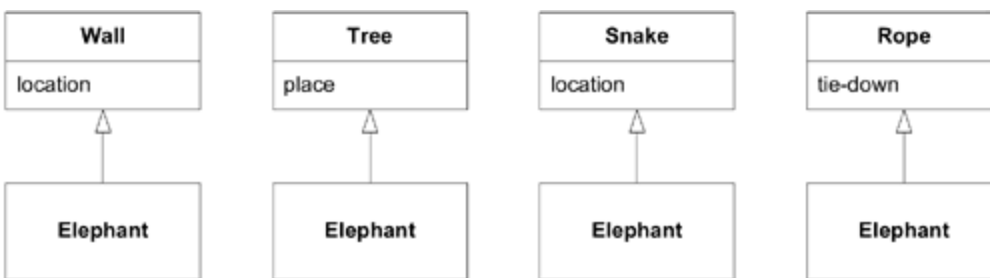 Wall
location
Elephant
Tree
place
Elephant
Snake
location
Elephant
Rope
tie-down
Elephant